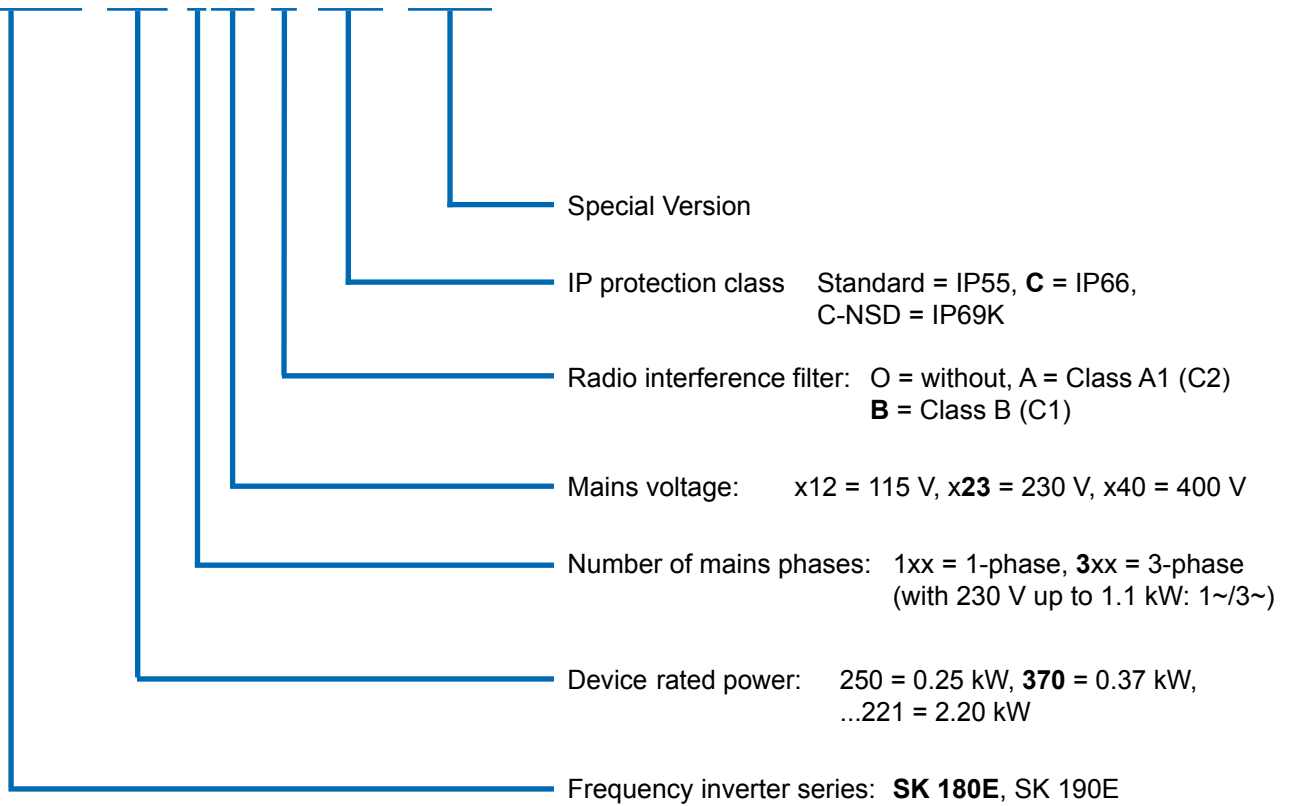 Special Version
IP protection class Standard = IP55, C = IP66,
C-NSD = IP69K
Radio interference filter: O = without, A = Class A1 (C2)
B = Class B (C1)
Mains voltage: x12 = 115 V, x23 = 230 V, x40 = 400 V
Number of mains phases: 1xx = 1-phase, 3xx = 3-phase
(with 230 V up to 1.1 kW: 1~/3~)
Device rated power: 250 = 0.25 kW, 370 = 0.37 kW,
...221 = 2.20 kW
Frequency inverter series: SK 180E, SK 190E